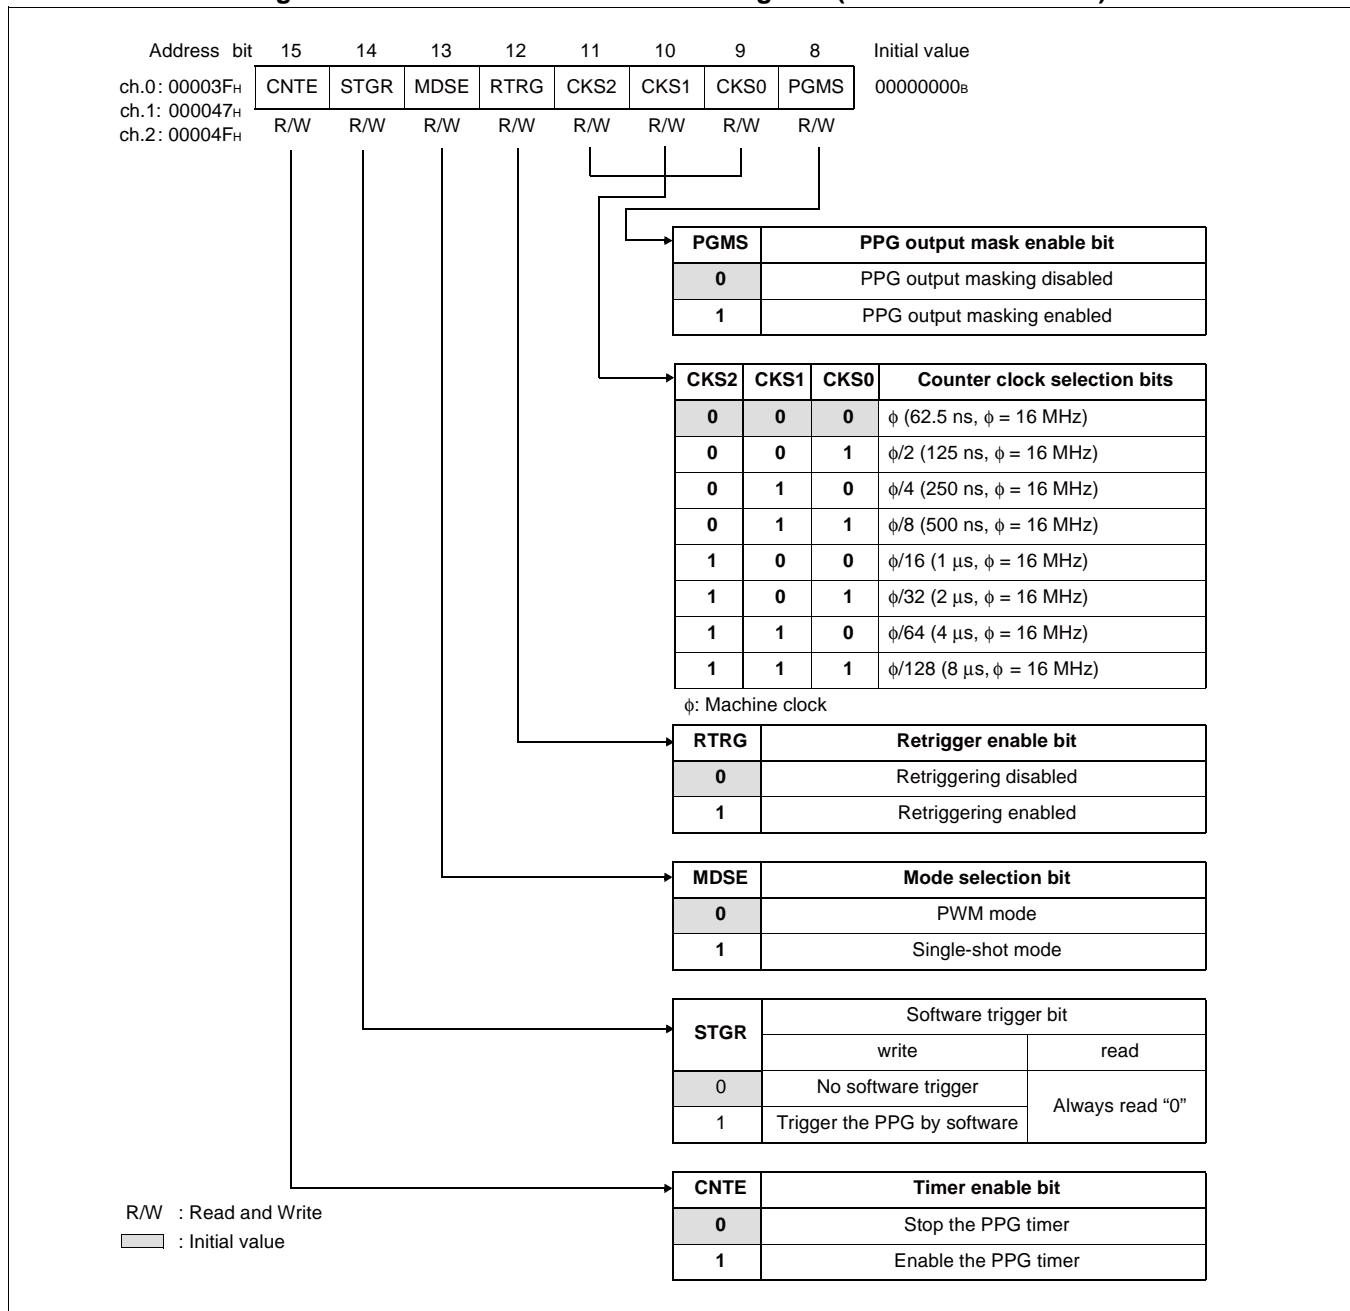 Address bit 15 14 13 12 11 10 9 8 Initial value
ch.0: 00003FH CNTE STGR MDSE RTRG CKS2 CKS1 CKS0 PGMS 00000000B
ch.1: 000047H
ch.2: 00004FH R/W R/W R/W R/W R/W R/W R/W R/W
PGMS PPG output mask enable bit
0 PPG output masking disabled
1 PPG output masking enabled
CKS2 CKS1 CKS0 Counter clock selection bits
0 0 0 ϕ (62.5 ns, ϕ = 16 MHz)
0 0 1 ϕ/2 (125 ns, ϕ = 16 MHz)
0 1 0 ϕ/4 (250 ns, ϕ = 16 MHz)
0 1 1 ϕ/8 (500 ns, ϕ = 16 MHz)
1 0 0 ϕ/16 (1 μs, ϕ = 16 MHz)
1 0 1 ϕ/32 (2 μs, ϕ = 16 MHz)
1 1 0 ϕ/64 (4 μs, ϕ = 16 MHz)
1 1 1 ϕ/128 (8 μs, ϕ = 16 MHz)
ϕ: Machine clock
RTRG Retrigger enable bit
0 Retriggering disabled
1 Retriggering enabled
MDSE Mode selection bit
0 PWM mode
1 Single-shot mode
STGR Software trigger bit
write read
0 No software trigger Always read “0”
1 Trigger the PPG by software
CNTE Timer enable bit
0 Stop the PPG timer
1 Enable the PPG timer
R/W : Read and Write
: Initial value